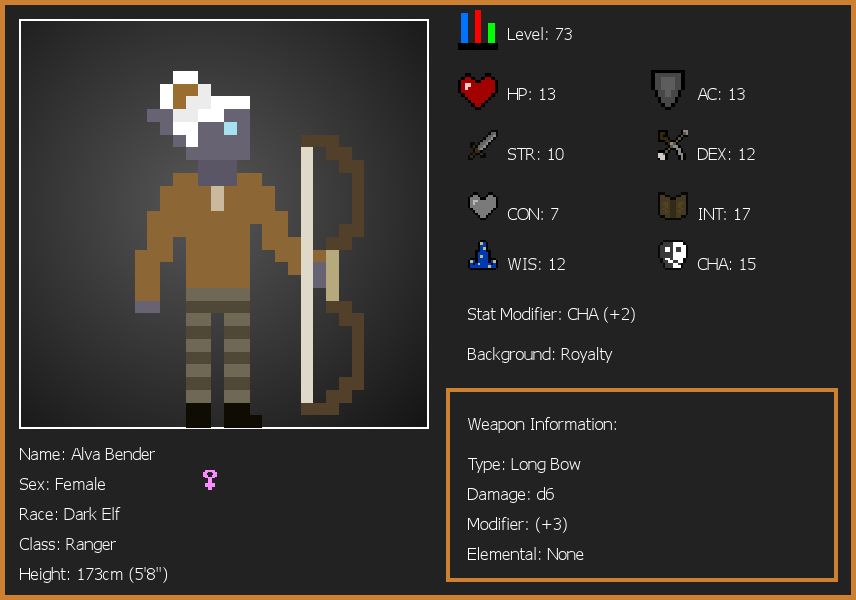 Level: 73
HP: 13
AC: 13
STR: 10
DEX: 12
CON: 7
INT: 17
WIS: 12
CHA: 15
Stat Modifier: CHA (+2)
Background: Royalty
Weapon Information:
Type: Long Bow
Damage: d6
Modifier: (+3)
Elemental: None
Name: Alva Bender
Sex: Female
Race: Dark Elf
Class: Ranger
Height: 173cm (5'8")